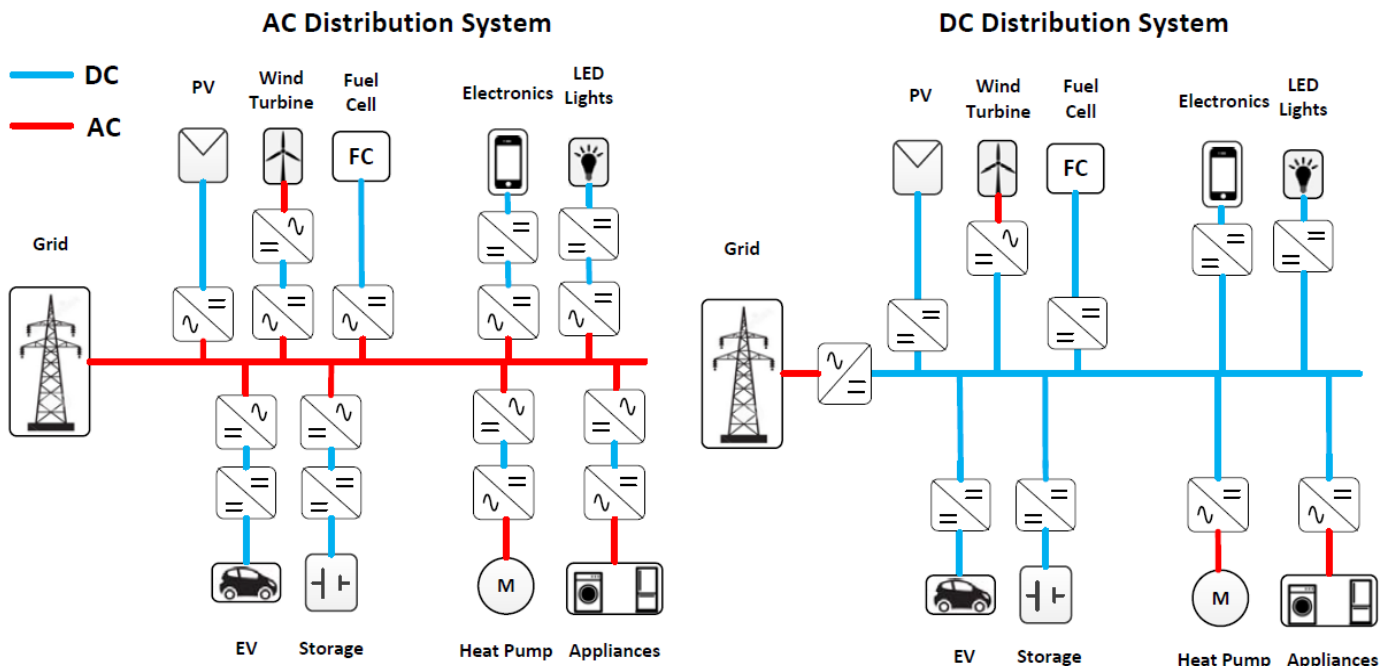 AC Distribution System
DC
AC
PV
Wind
Turbine
Fuel
Cell
Electronics
LED
Lights
FC
Grid
M
EV
Storage
Heat Pump
Appliances
DC Distribution System
PV
Wind
Turbine
Fuel
Cell
Electronics
LED
Lights
FC
Grid
M
EV
Storage
Heat Pump
Appliances